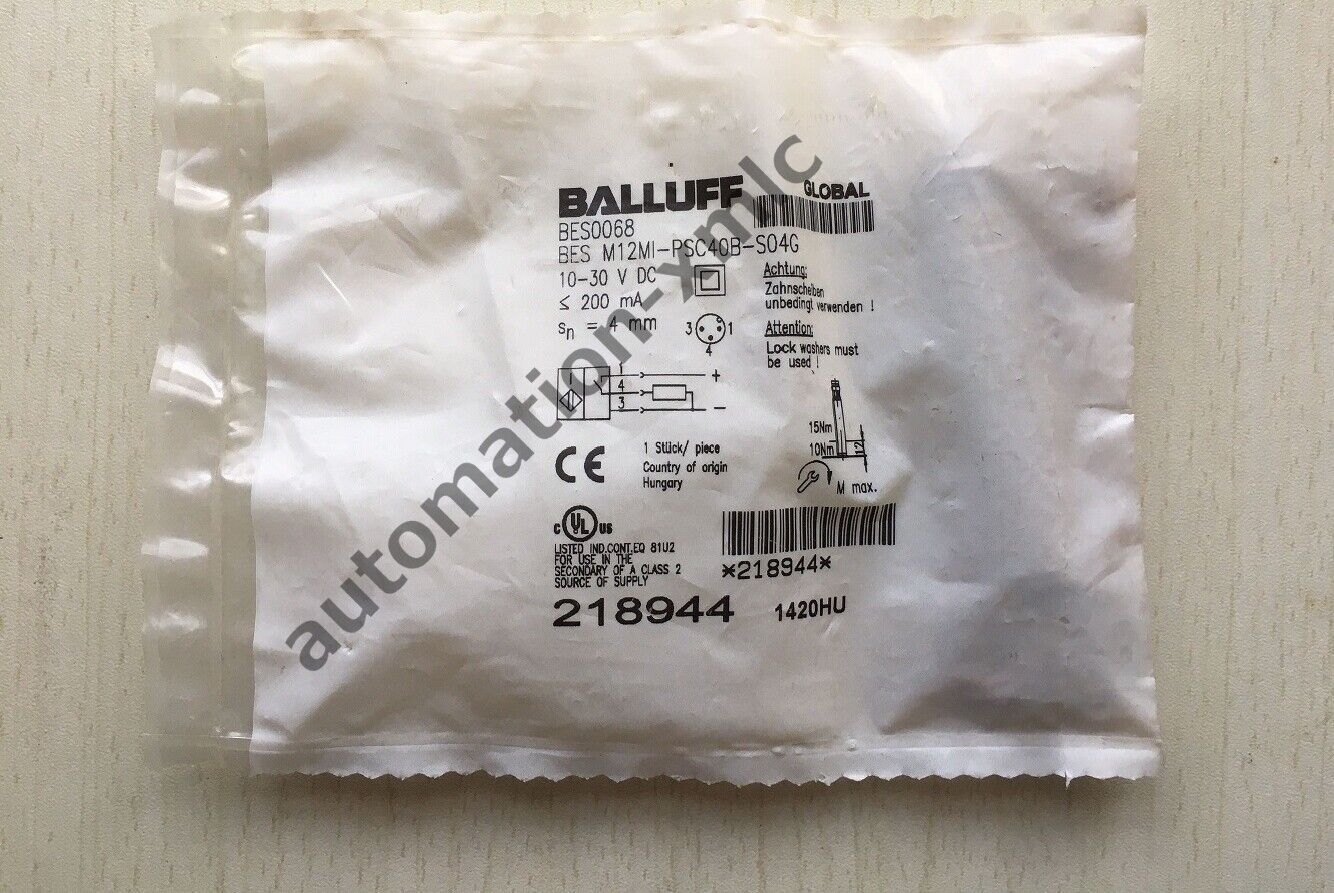 BALLUFF GLOBAL
BES0068
BES M12MI-PSC40B-S04G
10-30 V DC
≤ 200 mA
sn = 4 mm
3 1
4
Achtung:
Zahnscheiben
unbedingt verwenden !
Attention:
Lock washers must
be used !
1 +
4
3 −
15Nm
10Nm 12
M max.
CE
1 Stück/ piece
Country of origin
Hungary
c UL us
LISTED IND.CONT.EQ 81U2
FOR USE IN THE
SECONDARY OF A CLASS 2
SOURCE OF SUPPLY
*218944*
218944 1420HU
automation-xmlc